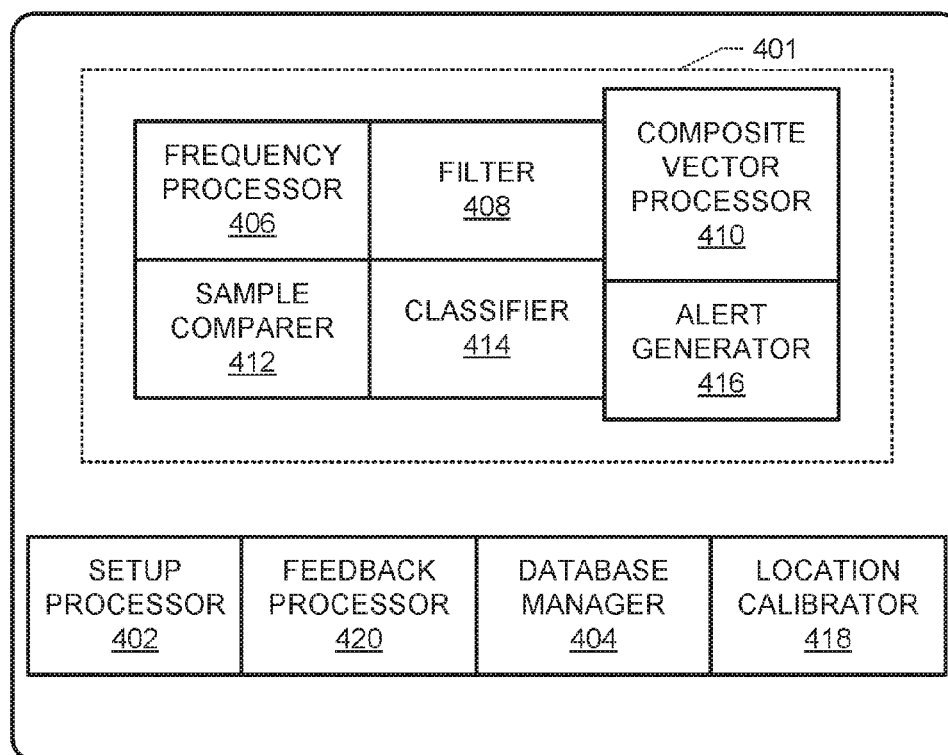 401
FREQUENCY
PROCESSOR
406
FILTER
408
COMPOSITE
VECTOR
PROCESSOR
410
SAMPLE
COMPARER
412
CLASSIFIER
414
ALERT
GENERATOR
416
SETUP
PROCESSOR
402
FEEDBACK
PROCESSOR
420
DATABASE
MANAGER
404
LOCATION
CALIBRATOR
418